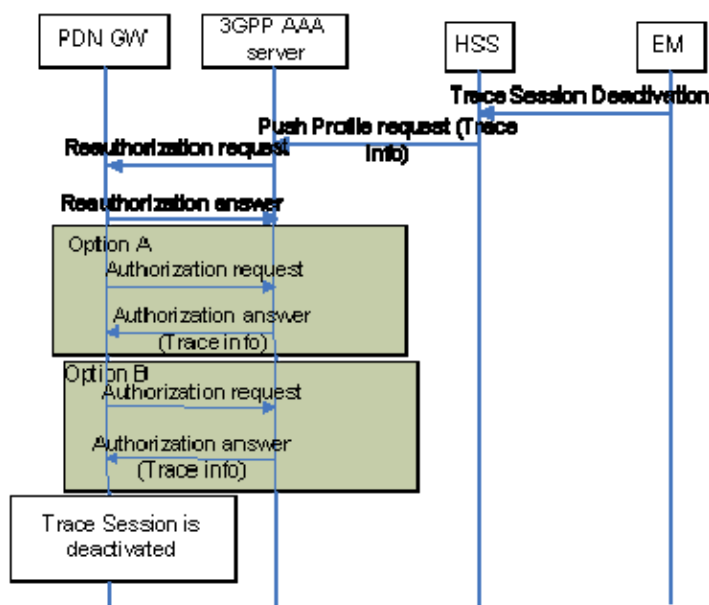 PDN GW
3GPP AAA
server
HSS
EM
Trace Session Deactivation
Push Profile request (Trace
Info)
Reauthorization request
Reauthorization answer
Option A
Authorization request
Authorization answer
(Trace info)
Option B
Authorization request
Authorization answer
(Trace info)
Trace Session is
deactivated